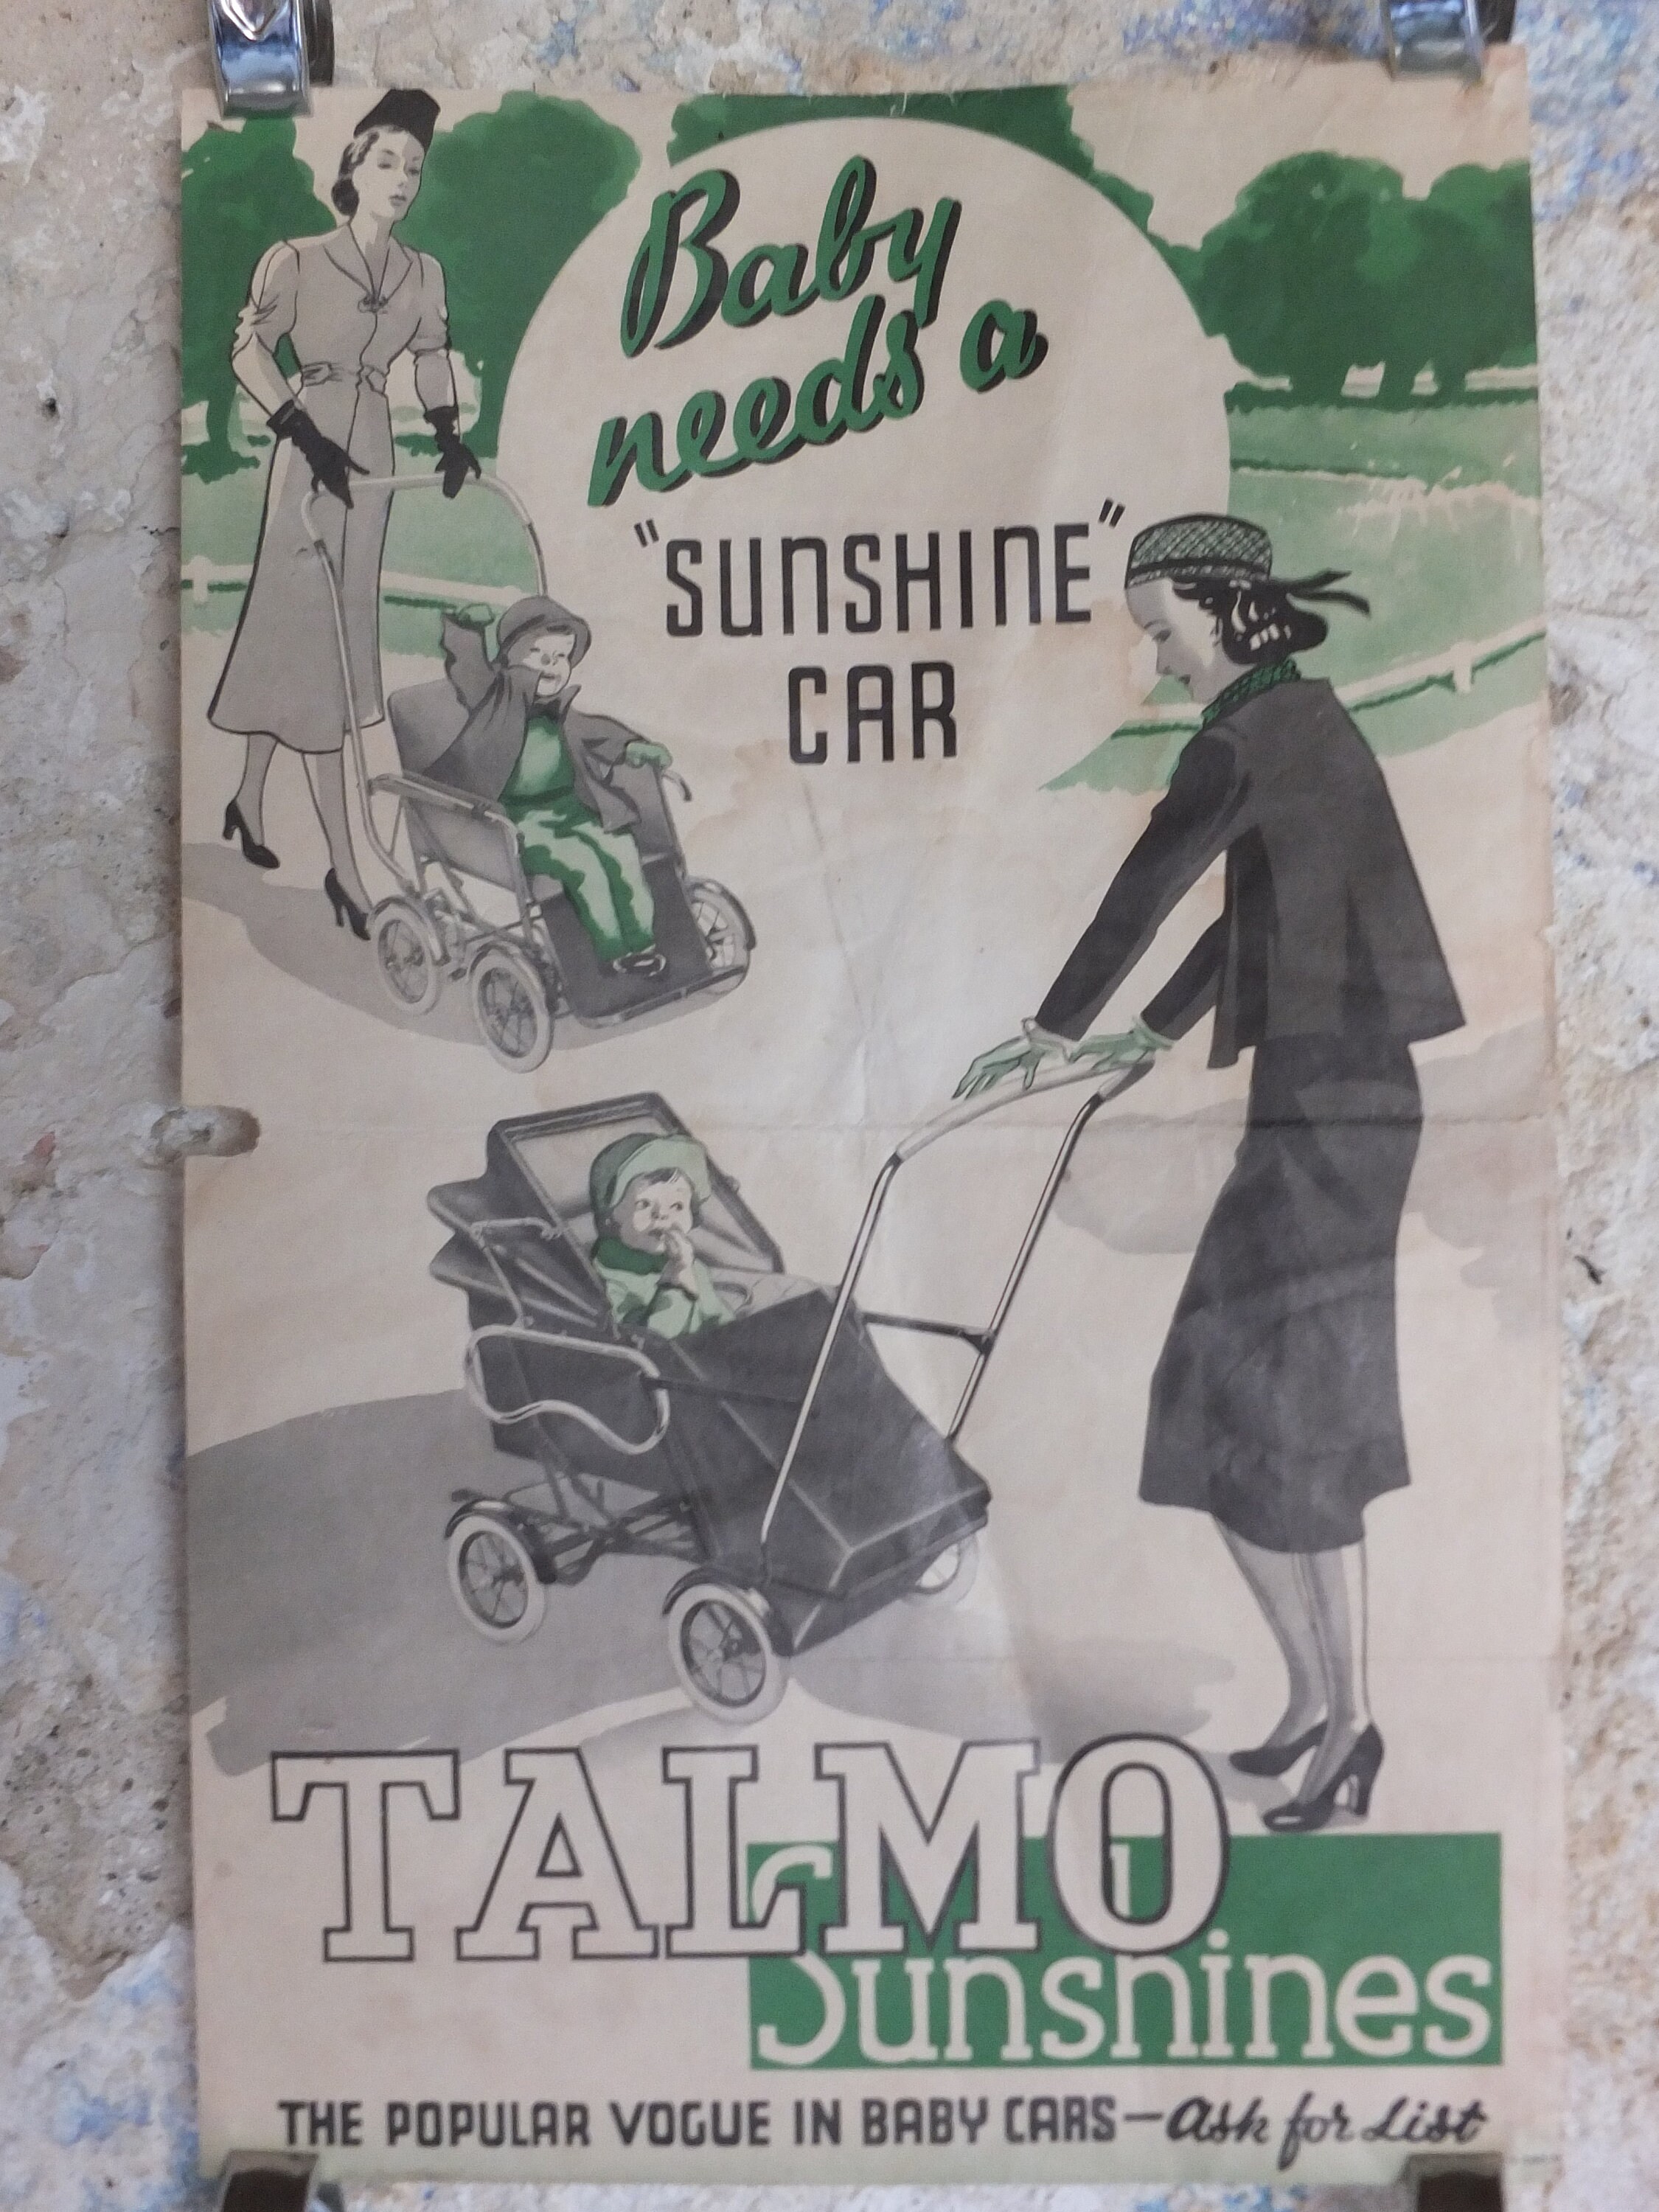 Baby
needs a
"SUNSHINE"
CAR
TALMO
Sunshines
THE POPULAR VOGUE IN BABY CARS—Ask for List